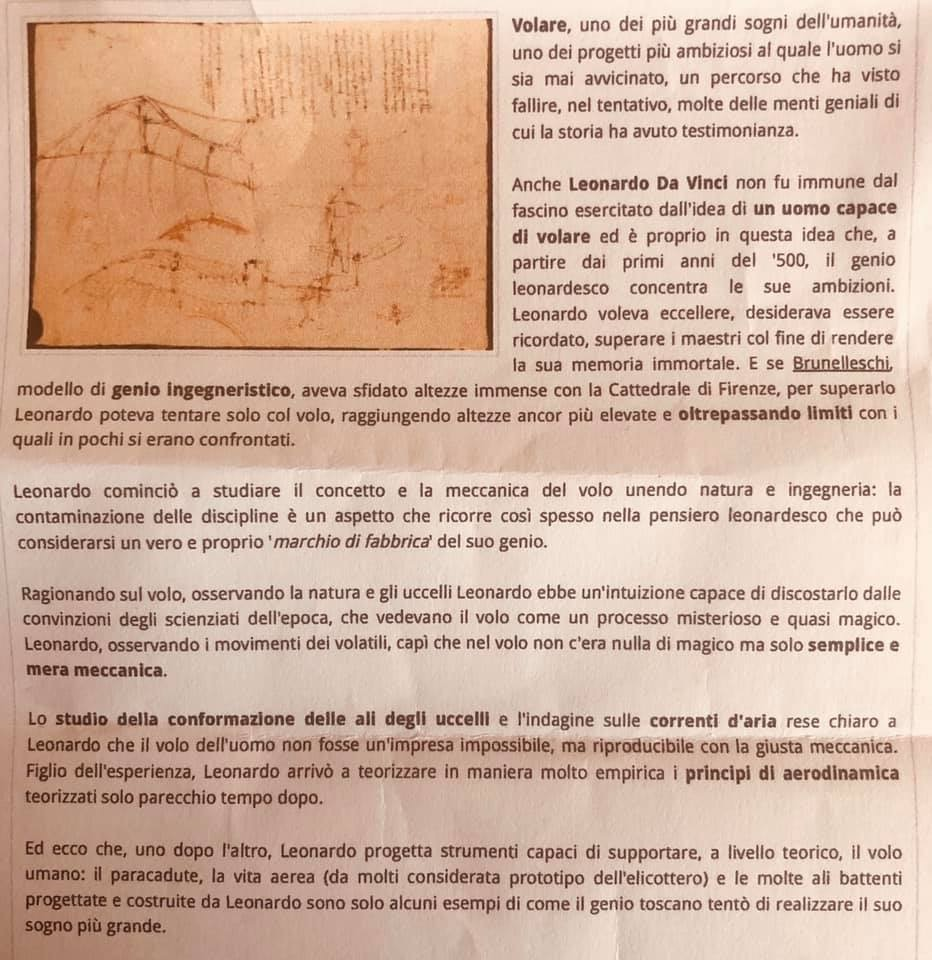 Volare, uno dei più grandi sogni dell'umanità,
uno dei progetti più ambiziosi al quale l'uomo si
sia mai avvicinato, un percorso che ha visto
fallire, nel tentativo, molte delle menti geniali di
cui la storia ha avuto testimonianza.
Anche Leonardo Da Vinci non fu immune dal
fascino esercitato dall'idea di un uomo capace
di volare ed è proprio in questa idea che, a
partire dai primi anni del '500, il genio
leonardesco concentra le sue ambizioni.
Leonardo voleva eccellere, desiderava essere
ricordato, superare i maestri col fine di rendere
la sua memoria immortale. E se Brunelleschi,
modello di genio ingegneristico, aveva sfidato altezze immense con la Cattedrale di Firenze, per superarlo
Leonardo poteva tentare solo col volo, raggiungendo altezze ancor più elevate e oltrepassando limiti con i
quali in pochi si erano confrontati.
Leonardo cominciò a studiare il concetto e la meccanica del volo unendo natura e ingegneria: la
contaminazione delle discipline è un aspetto che ricorre così spesso nella pensiero leonardesco che può
considerarsi un vero e proprio 'marchio di fabbrica' del suo genio.
Ragionando sul volo, osservando la natura e gli uccelli Leonardo ebbe un'intuizione capace di discostarlo dalle
convinzioni degli scienziati dell'epoca, che vedevano il volo come un processo misterioso e quasi magico.
Leonardo, osservando i movimenti dei volatili, capì che nel volo non c'era nulla di magico ma solo semplice e
mera meccanica.
Lo studio della conformazione delle ali degli uccelli e l'indagine sulle correnti d'aria rese chiaro a
Leonardo che il volo dell'uomo non fosse un'impresa impossibile, ma riproducibile con la giusta meccanica.
Figlio dell'esperienza, Leonardo arrivò a teorizzare in maniera molto empirica i principi di aerodinamica
teorizzati solo parecchio tempo dopo.
Ed ecco che, uno dopo l'altro, Leonardo progetta strumenti capaci di supportare, a livello teorico, il volo
umano: il paracadute, la vita aerea (da molti considerata prototipo dell'elicottero) e le molte ali battenti
progettate e costruite da Leonardo sono solo alcuni esempi di come il genio toscano tentò di realizzare il suo
sogno più grande.